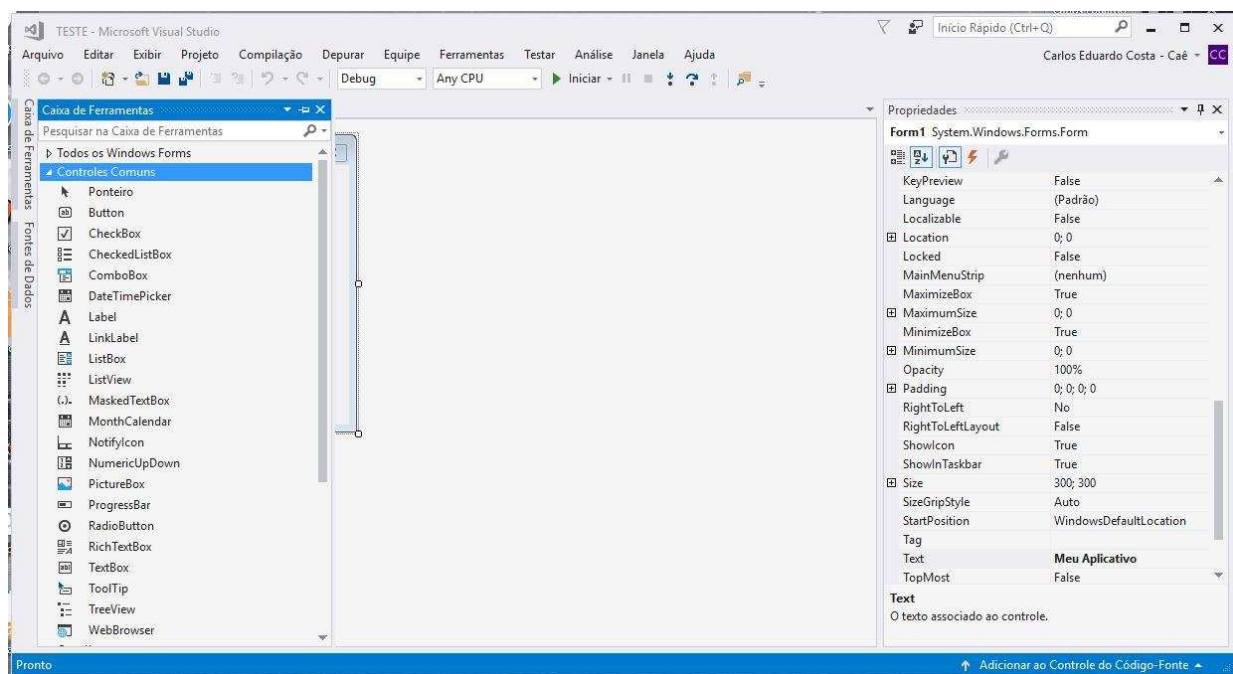 TESTE - Microsoft Visual Studio
Início Rápido (Ctrl+Q)
Arquivo Editar Exibir Projeto Compilação Depurar Equipe Ferramentas Testar Análise Janela Ajuda
Carlos Eduardo Costa - Caê CC
Debug Any CPU Iniciar
Caixa de Ferramentas
Fontes de Dados
Caixa de Ferramentas
Pesquisar na Caixa de Ferramentas
Todos os Windows Forms
Controles Comuns
Ponteiro
Button
CheckBox
CheckedListBox
ComboBox
DateTimePicker
Label
LinkLabel
ListBox
ListView
MaskedTextBox
MonthCalendar
NotifyIcon
NumericUpDown
PictureBox
ProgressBar
RadioButton
RichTextBox
TextBox
ToolTip
TreeView
WebBrowser
Propriedades
Form1 System.Windows.Forms.Form
KeyPreview False
Language (Padrão)
Localizable False
Location 0; 0
Locked False
MainMenuStrip (nenhum)
MaximizeBox True
MaximumSize 0; 0
MinimizeBox True
MinimumSize 0; 0
Opacity 100%
Padding 0; 0; 0; 0
RightToLeft No
RightToLeftLayout False
ShowIcon True
ShowInTaskbar True
Size 300; 300
SizeGripStyle Auto
StartPosition WindowsDefaultLocation
Tag
Text Meu Aplicativo
TopMost False
Text
O texto associado ao controle.
Pronto
Adicionar ao Controle do Código-Fonte